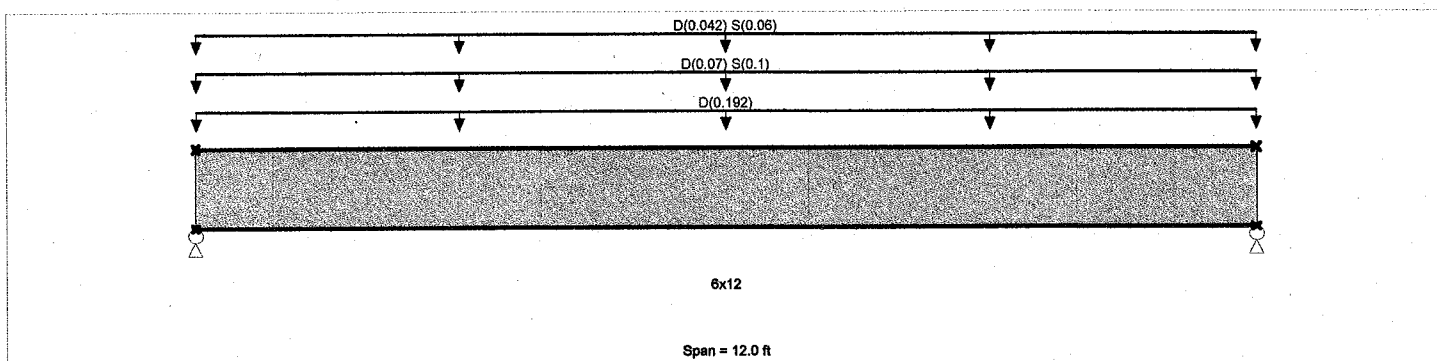 D(0.042) S(0.06)
D(0.07) S(0.1)
D(0.192)
6x12
Span = 12.0 ft